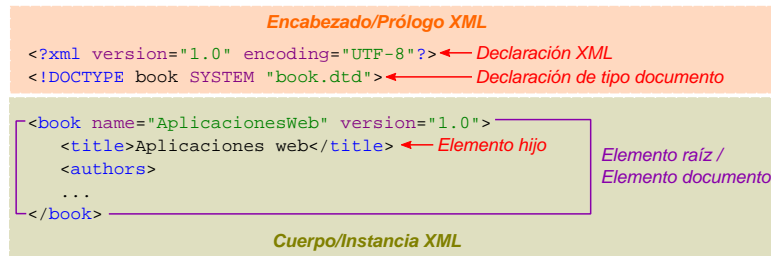 Encabezado/Prólogo XML
<?xml version="1.0" encoding="UTF-8"?> Declaración XML
<!DOCTYPE book SYSTEM "book.dtd"> Declaración de tipo documento
<book name="AplicacionesWeb" version="1.0">
<title>Aplicaciones web</title> Elemento hijo
<authors>
...
</book>
Elemento raíz /
Elemento documento
Cuerpo/Instancia XML